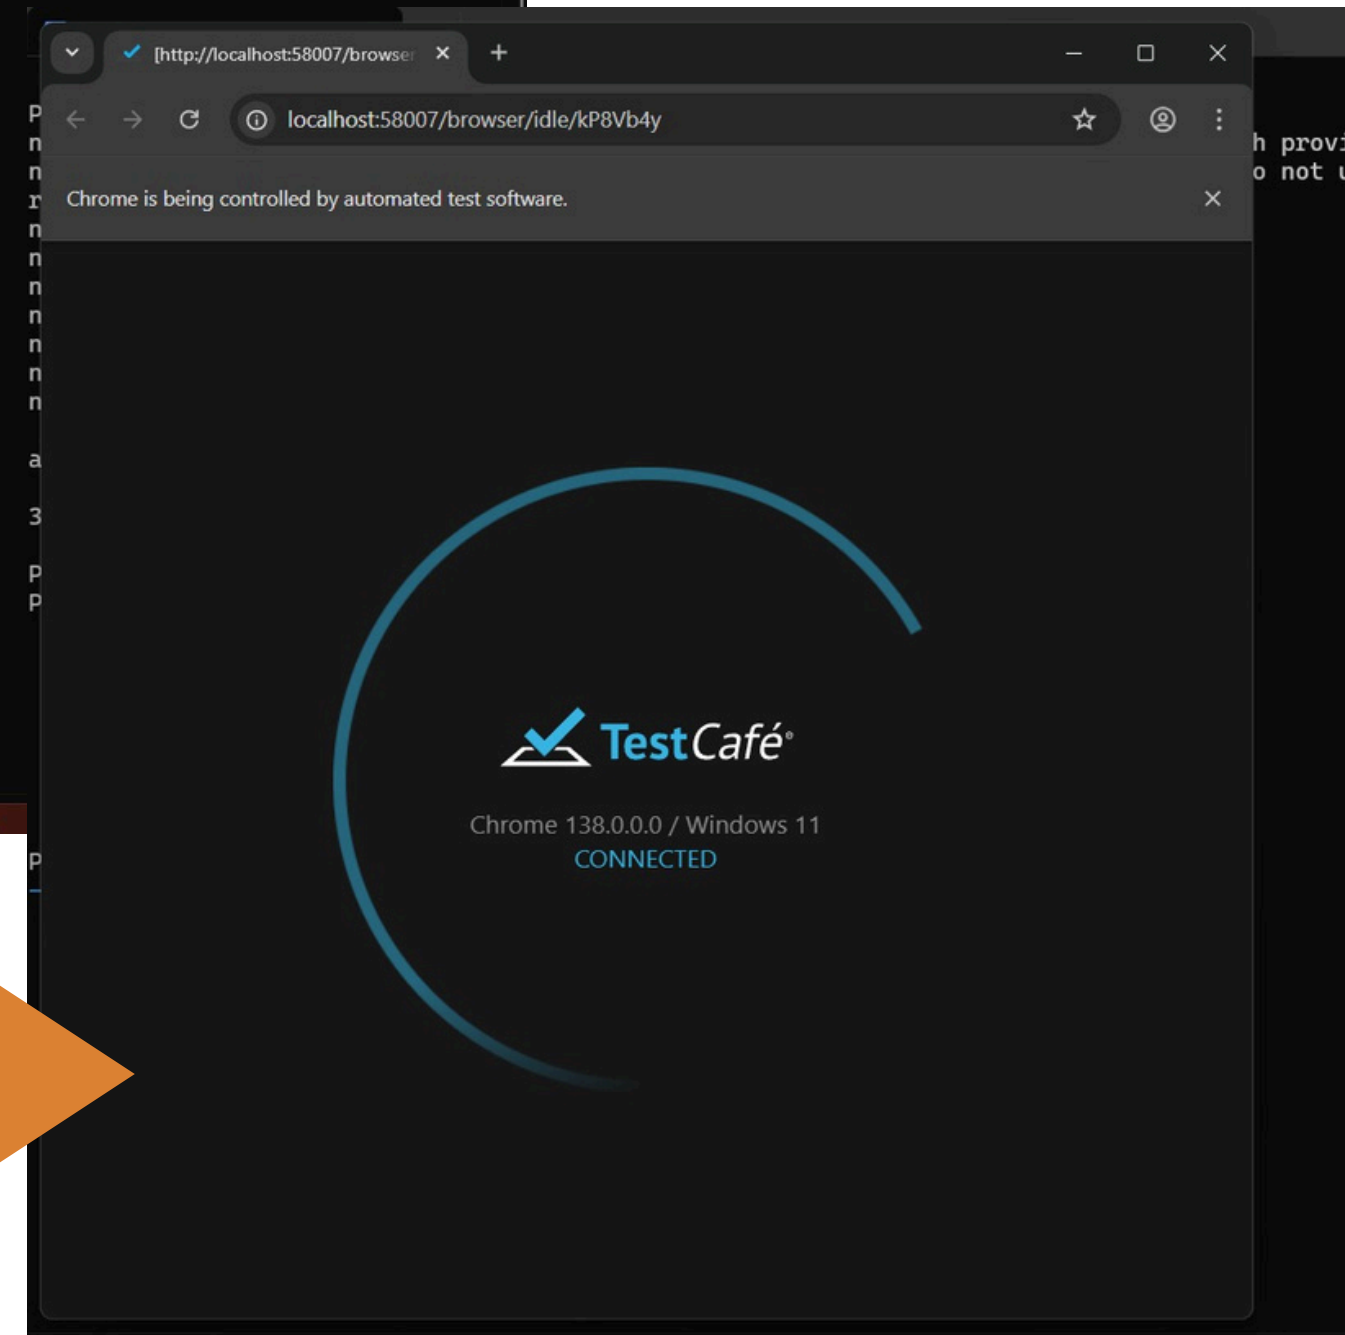 [http://localhost:58007/browser
localhost:58007/browser/idle/kP8Vb4y
Chrome is being controlled by automated test software.
TestCafé®
Chrome 138.0.0.0 / Windows 11
CONNECTED
P
n
n
r
n
n
n
n
n
n
n
a
3
P
P
P
h provi
o not u